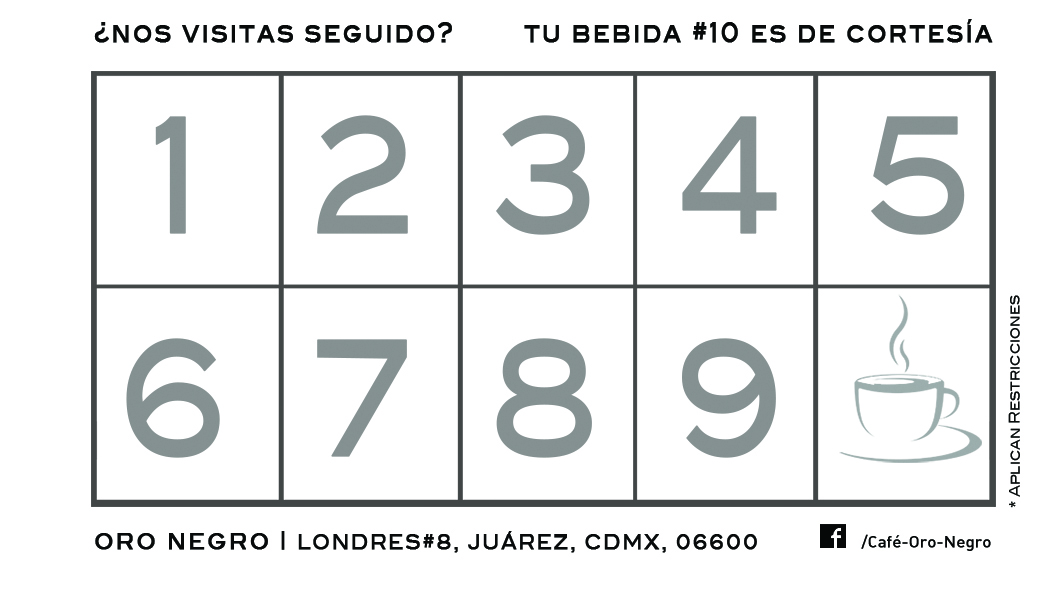 ¿NOS VISITAS SEGUIDO? TU BEBIDA #10 ES DE CORTESÍA
1 2 3 4 5
6 7 8 9
* APLICAN RESTRICCIONES
ORO NEGRO | LONDRES#8, JUÁREZ, CDMX, 06600
f /Café-Oro-Negro